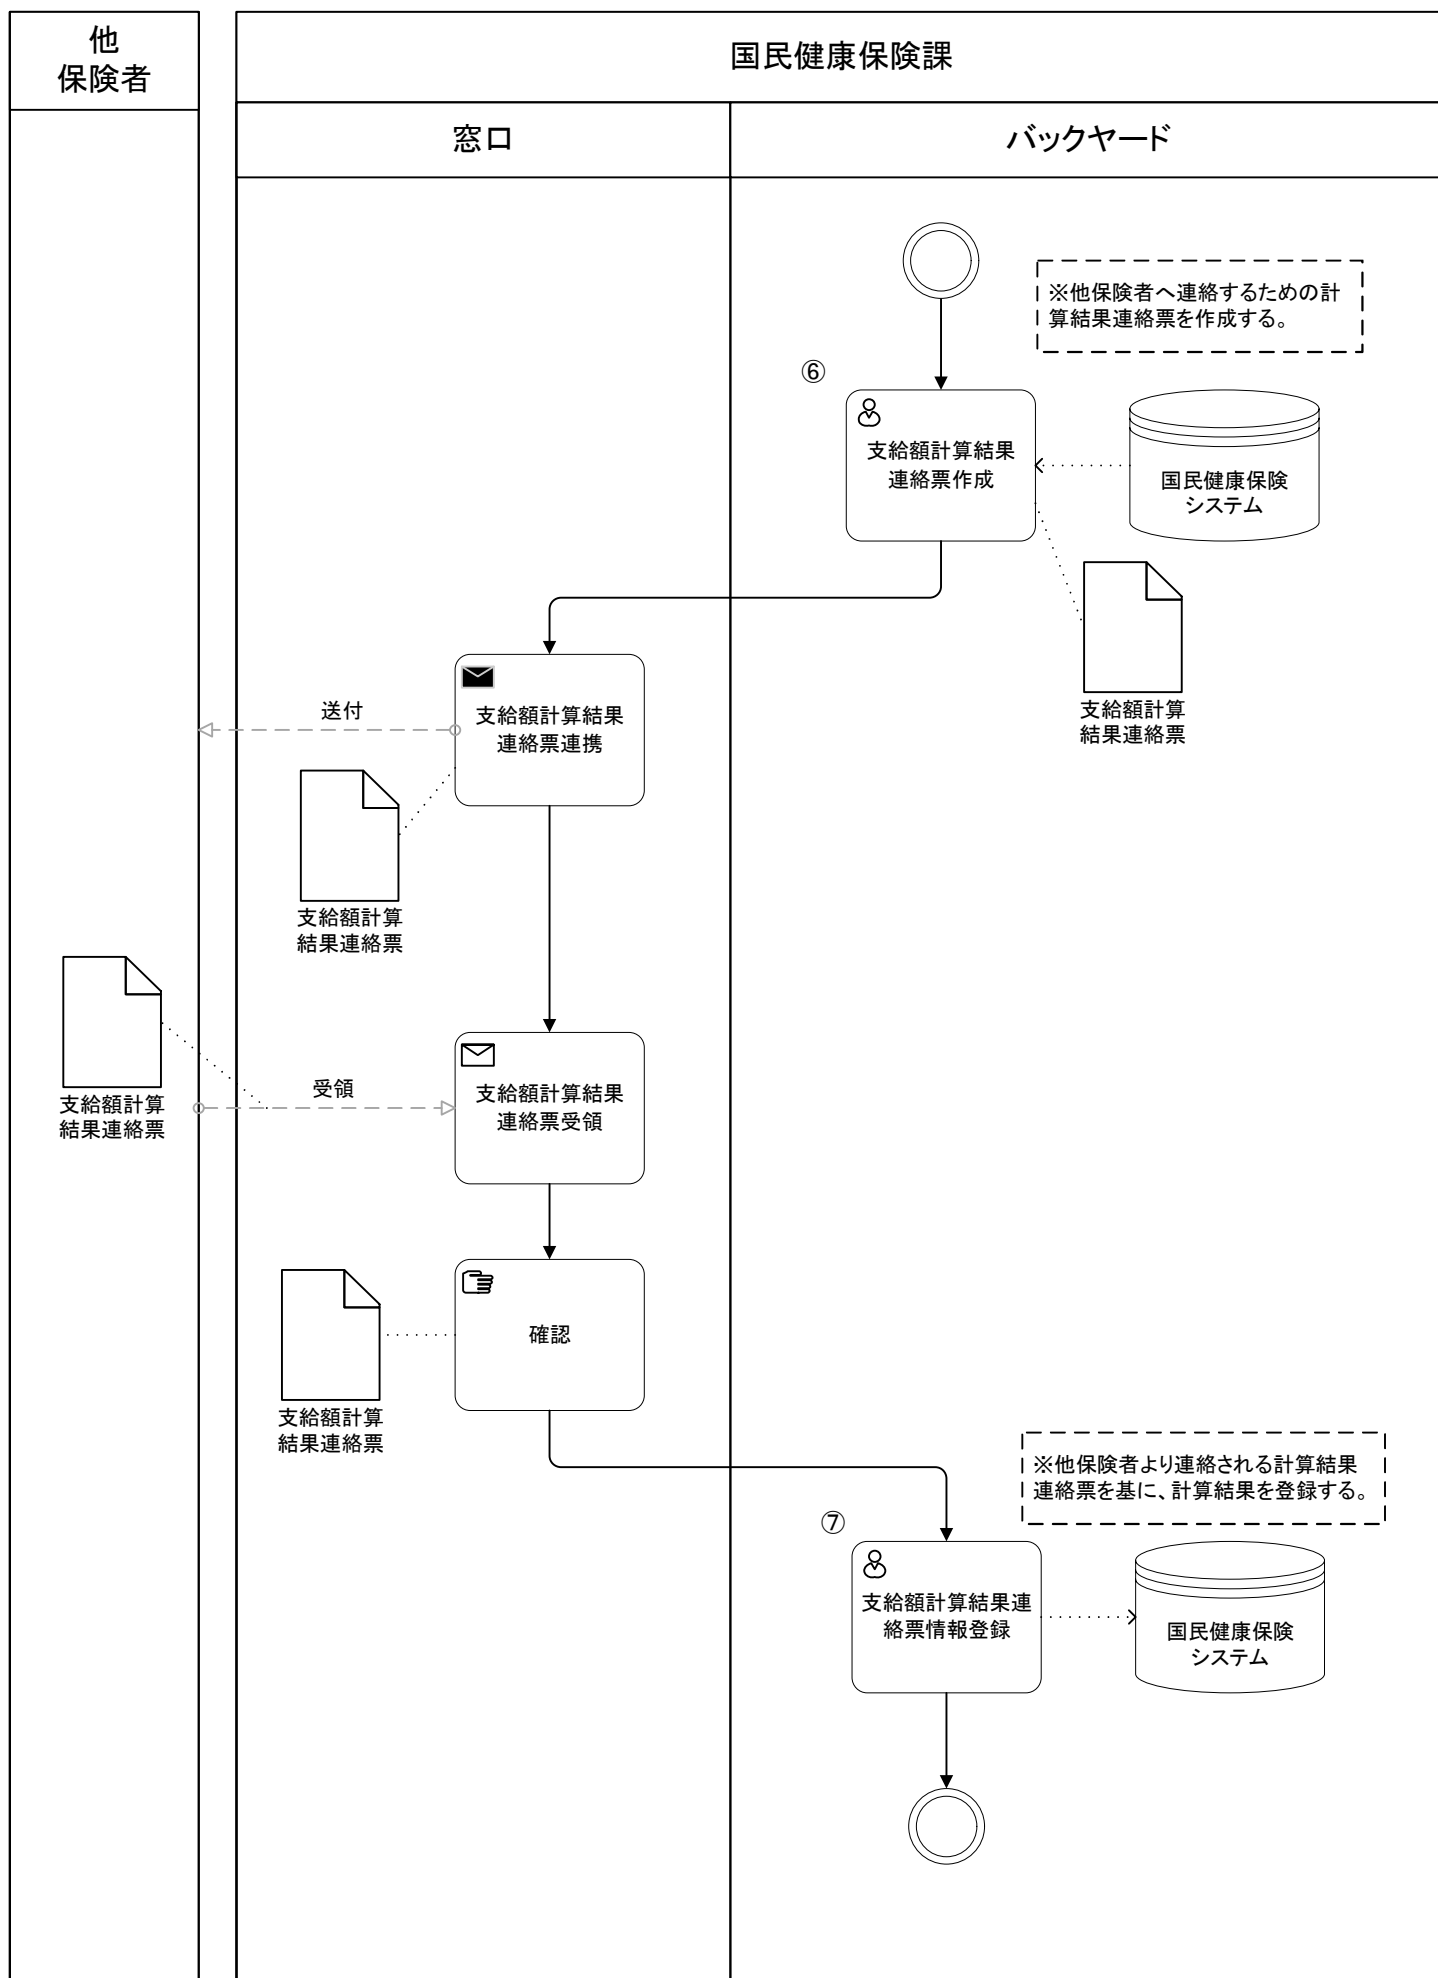 他
保険者
国民健康保険課
窓口
バックヤード
※他保険者へ連絡するための計
算結果連絡票を作成する。
⑥
支給額計算結果
連絡票作成
国民健康保険
システム
支給額計算
結果連絡票
送付
支給額計算結果
連絡票連携
支給額計算
結果連絡票
支給額計算
結果連絡票
受領
支給額計算結果
連絡票受領
確認
支給額計算
結果連絡票
※他保険者より連絡される計算結果
連絡票を基に、計算結果を登録する。
⑦
支給額計算結果連
絡票情報登録
国民健康保険
システム